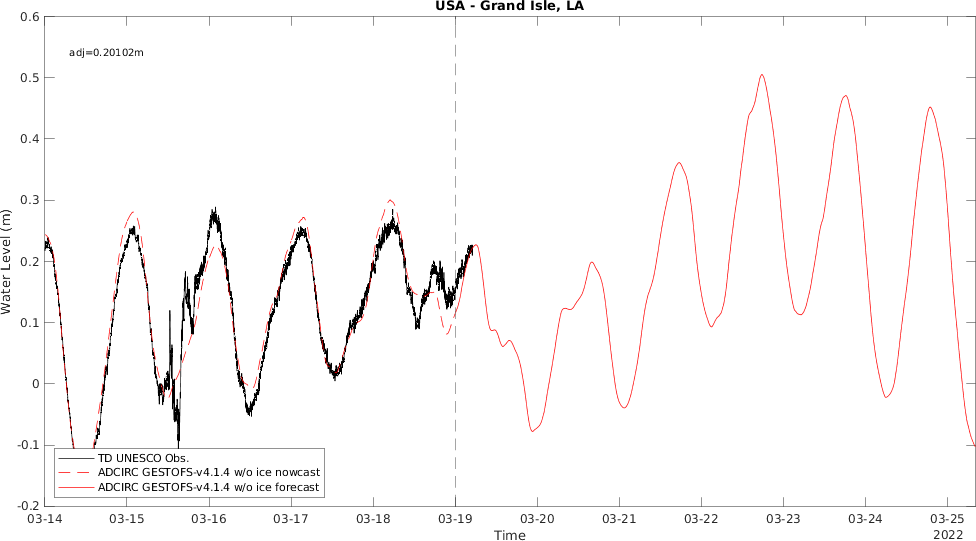 USA - Grand Isle, LA
adj=0.20102m
0.6
0.5
0.4
0.3
0.2
0.1
0
-0.1
-0.2
Water Level (m)
TD UNESCO Obs.
ADCIRC GESTOFS-v4.1.4 w/o ice nowcast
ADCIRC GESTOFS-v4.1.4 w/o ice forecast
03-14 03-15 03-16 03-17 03-18 03-19 03-20 03-21 03-22 03-23 03-24 03-25
Time
2022